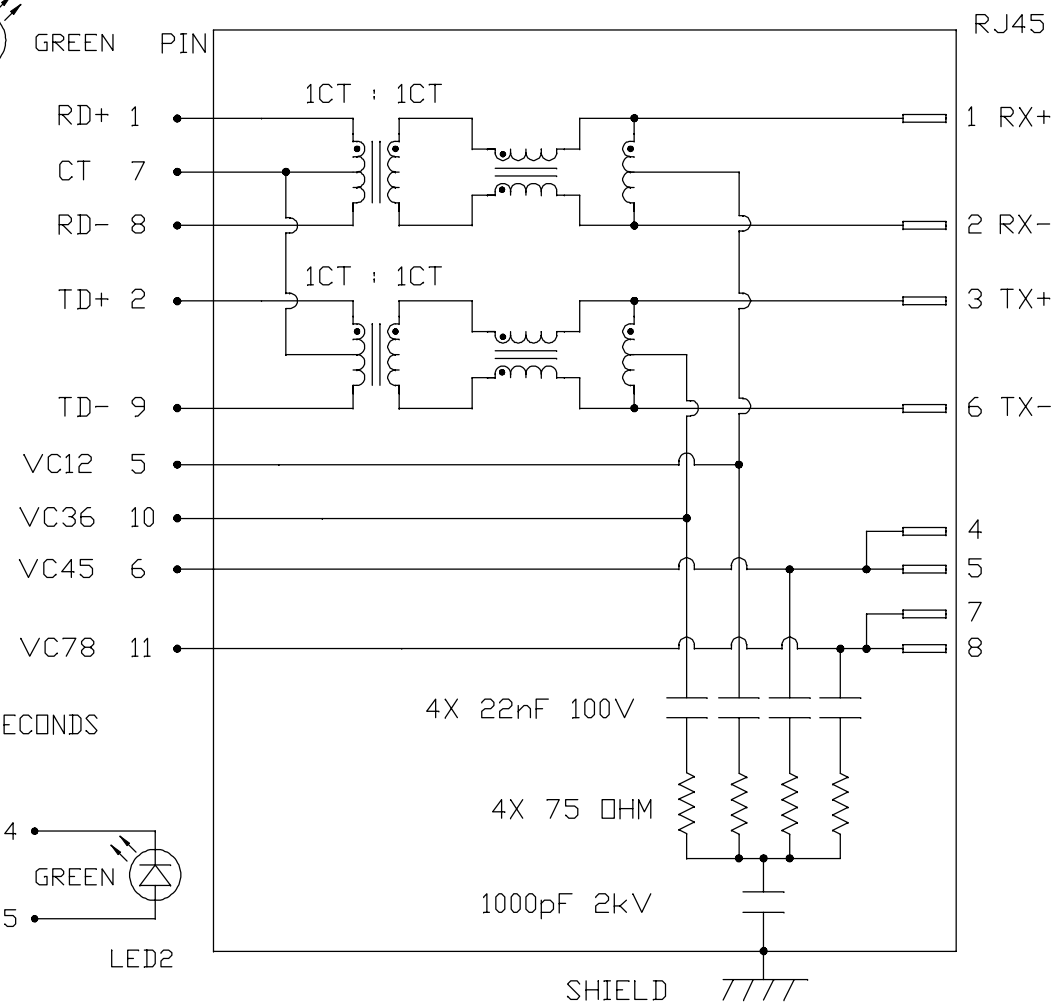 RJ45
GREEN PIN
1CT : 1CT
RD+ 1 1 RX+
CT 7
RD- 8 2 RX-
1CT : 1CT
TD+ 2 3 TX+
TD- 9 6 TX-
VC12 5
VC36 10
4
VC45 6 5
7
VC78 11 8
4X 22nF 100V
ECONDS
4X 75 OHM
4
GREEN
1000pF 2kV
5
LED2
SHIELD